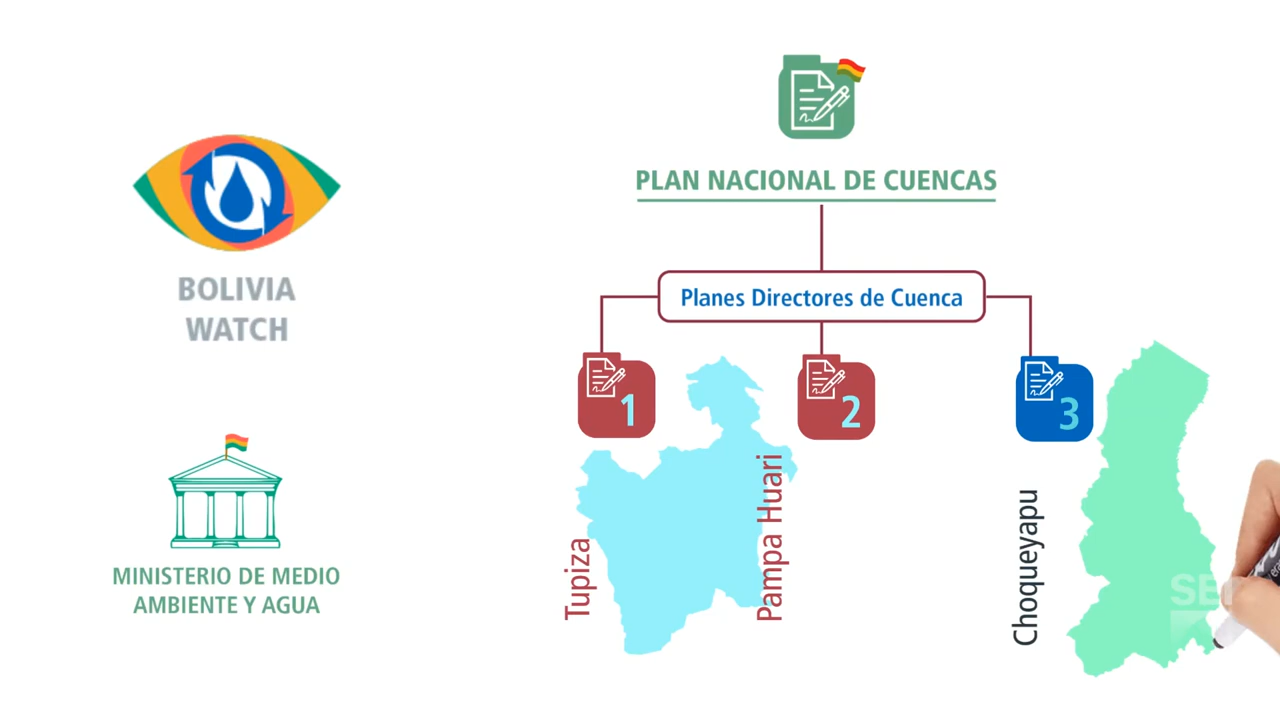 BOLIVIA
WATCH
MINISTERIO DE MEDIO
AMBIENTE Y AGUA
PLAN NACIONAL DE CUENCAS
Planes Directores de Cuenca
1
2
3
Tupiza
Pampa Huari
Choqueyapu